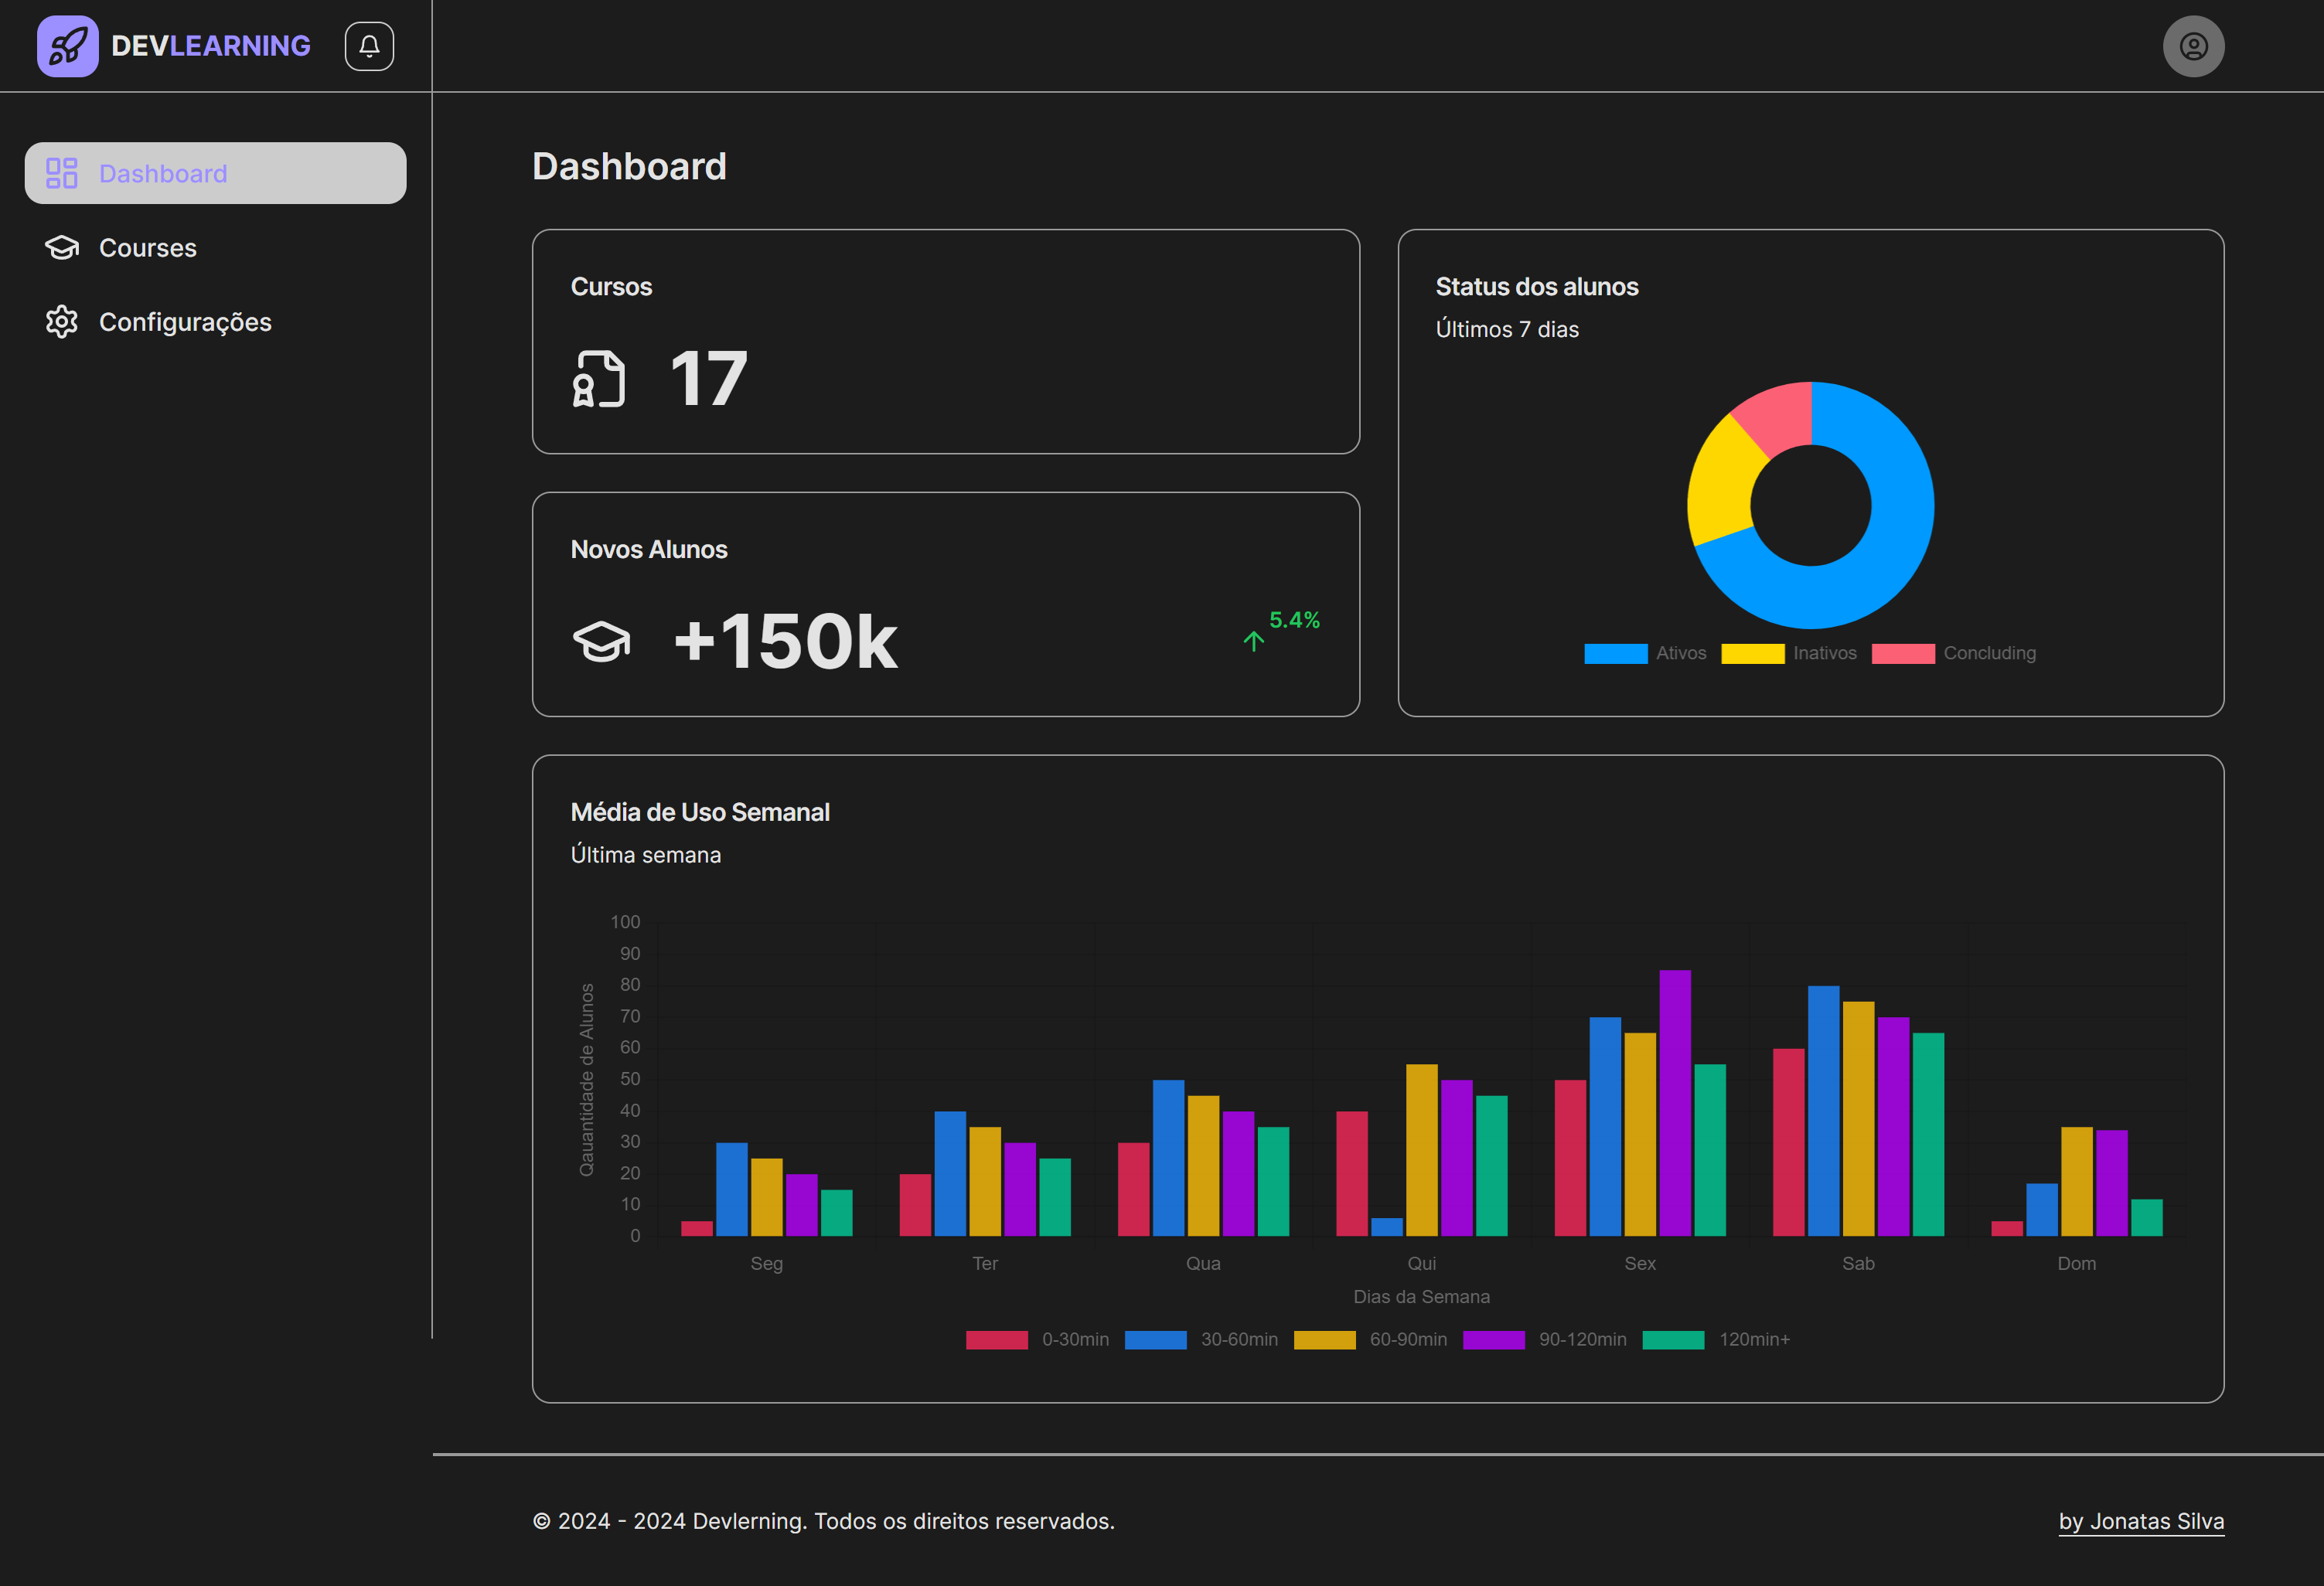 DEVLEARNING
Dashboard
Courses
Configurações
Dashboard
Cursos
17
Novos Alunos
+150k
5.4%
Status dos alunos
Últimos 7 dias
Ativos Inativos Concluding
Média de Uso Semanal
Última semana
Qauantidade de Alunos
100
90
80
70
60
50
40
30
20
10
0
Seg Ter Qua Qui Sex Sab Dom
Dias da Semana
0-30min 30-60min 60-90min 90-120min 120min+
© 2024 - 2024 Devlerning. Todos os direitos reservados.
by Jonatas Silva